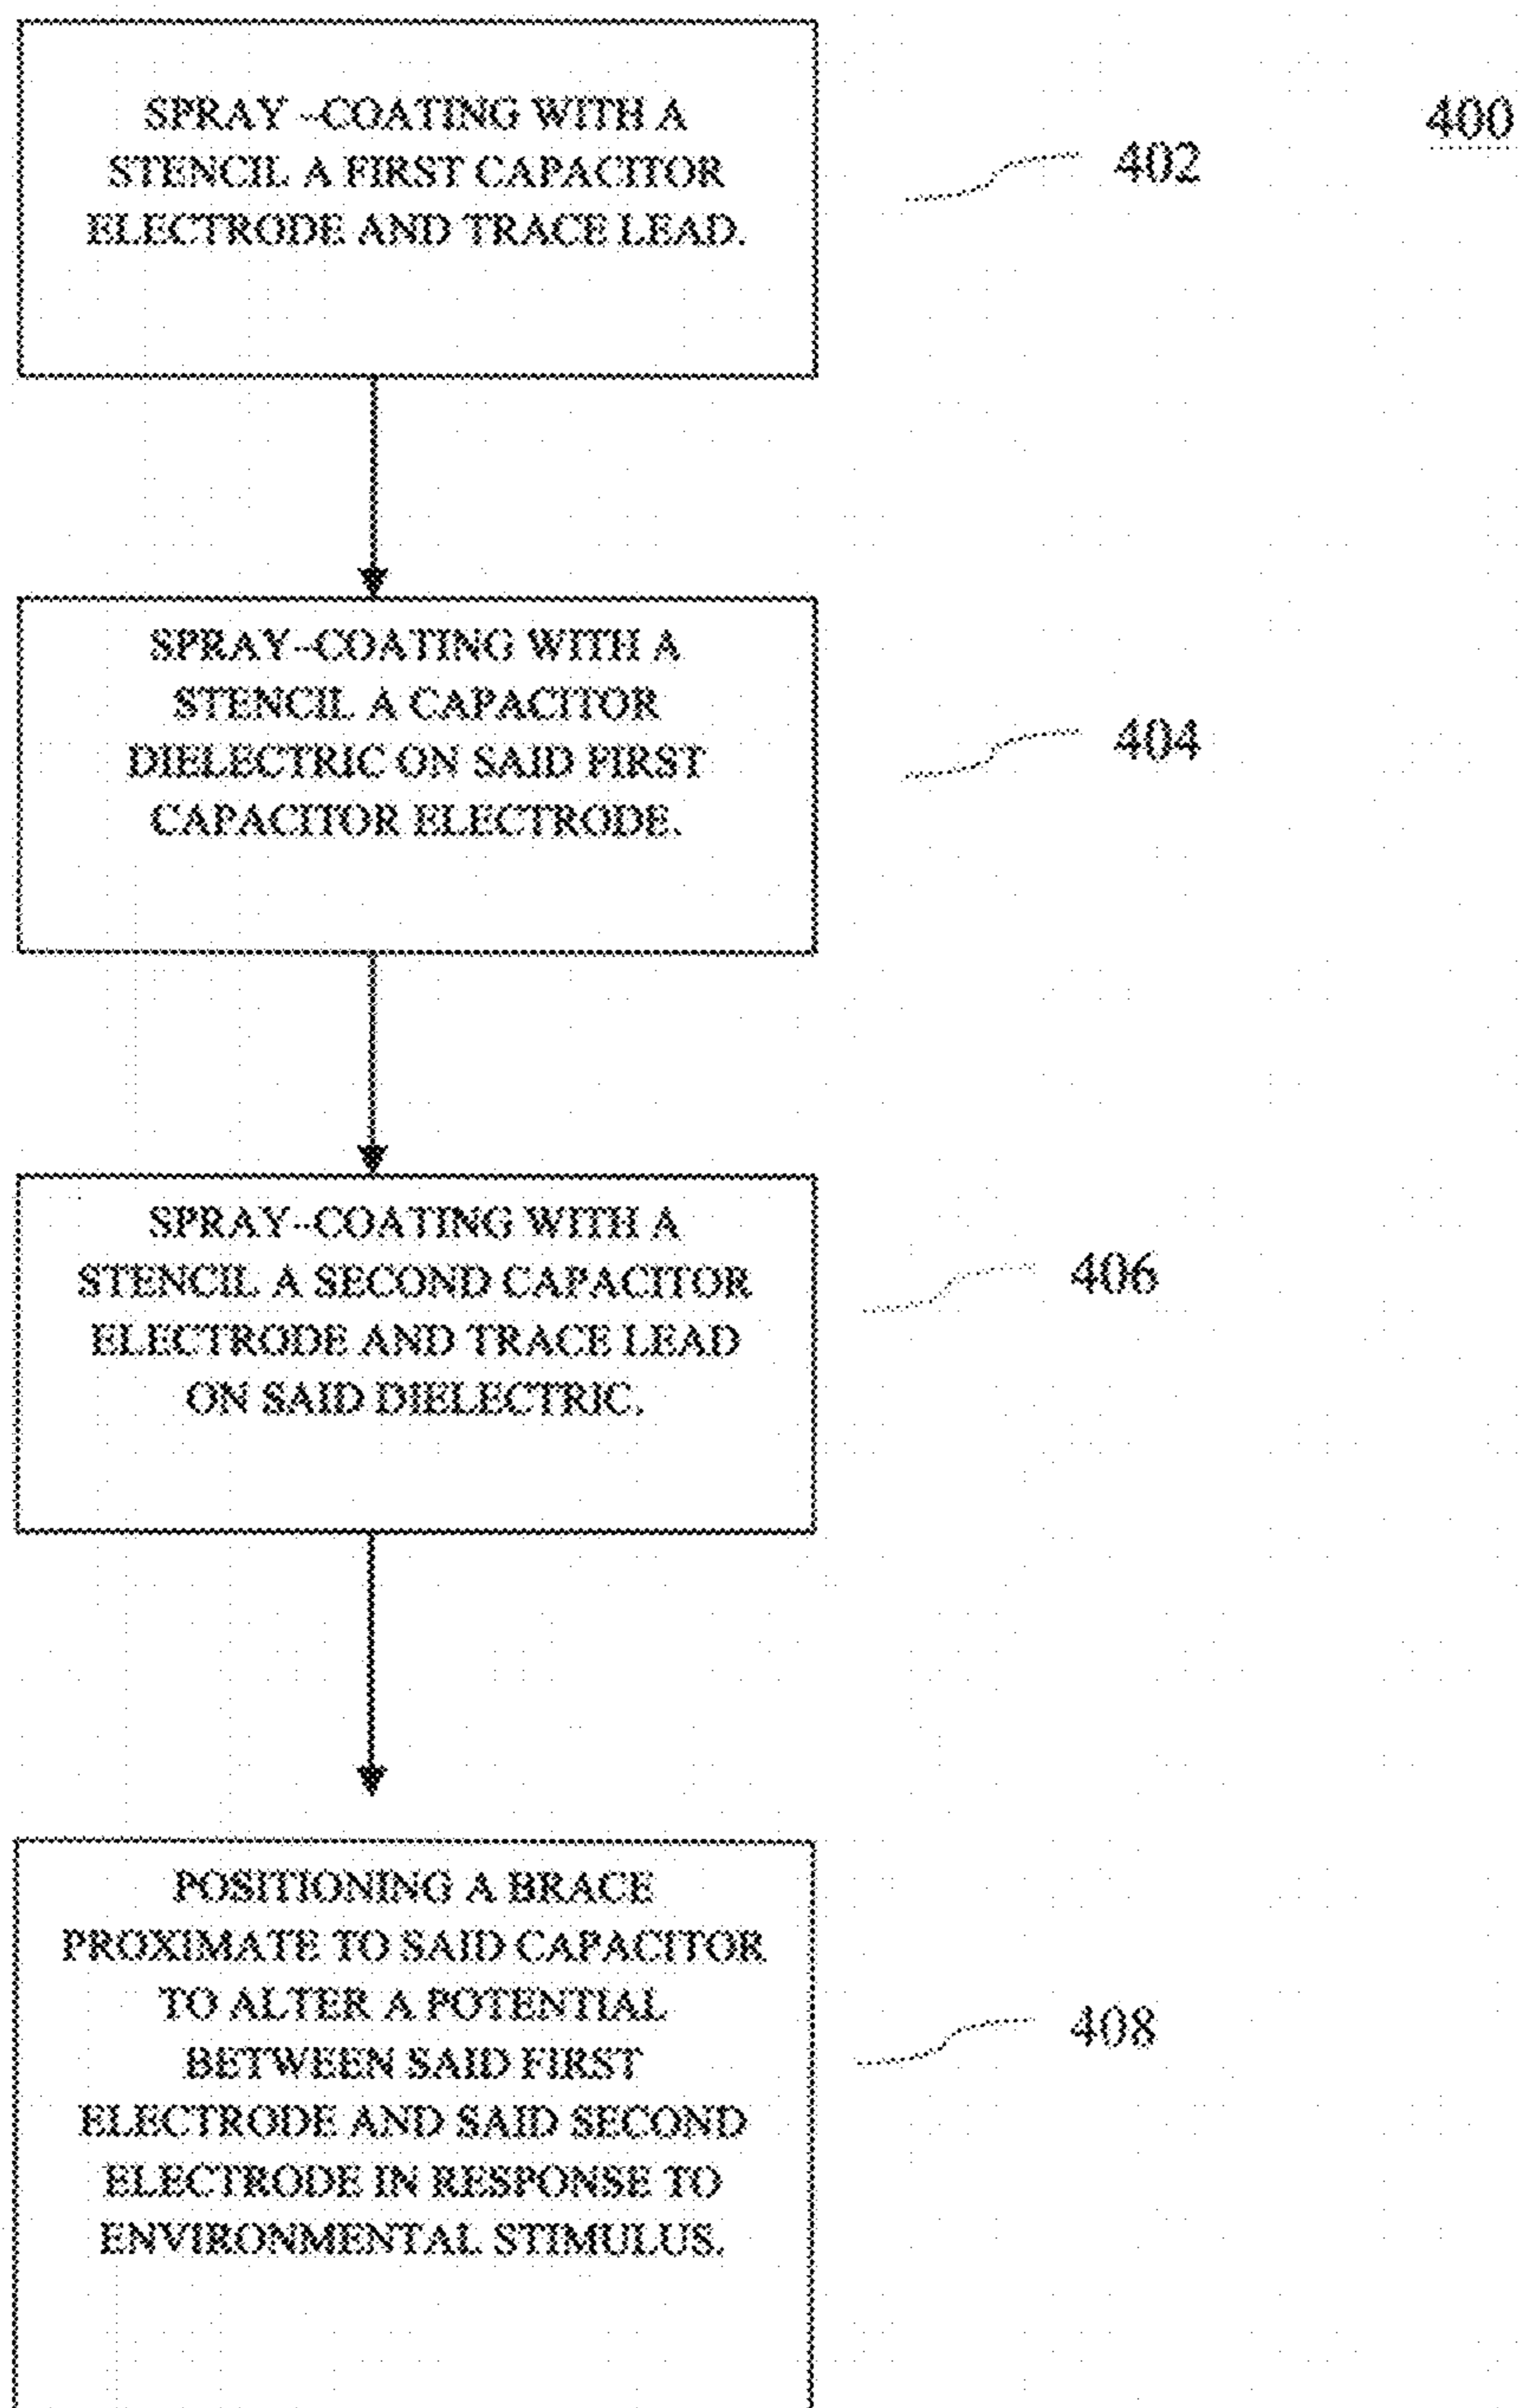 SPRAY -COATING WITH A
STENCIL A FIRST CAPACITOR
ELECTRODE AND TRACE LEAD.
402
400
SPRAY-COATING WITH A
STENCIL A CAPACITOR
DIELECTRIC ON SAID FIRST
CAPACITOR ELECTRODE.
404
SPRAY-COATING WITH A
STENCIL A SECOND CAPACITOR
ELECTRODE AND TRACE LEAD
ON SAID DIELECTRIC.
406
POSITIONING A BRACE
PROXIMATE TO SAID CAPACITOR
TO ALTER A POTENTIAL
BETWEEN SAID FIRST
ELECTRODE AND SAID SECOND
ELECTRODE IN RESPONSE TO
ENVIRONMENTAL STIMULUS.
408